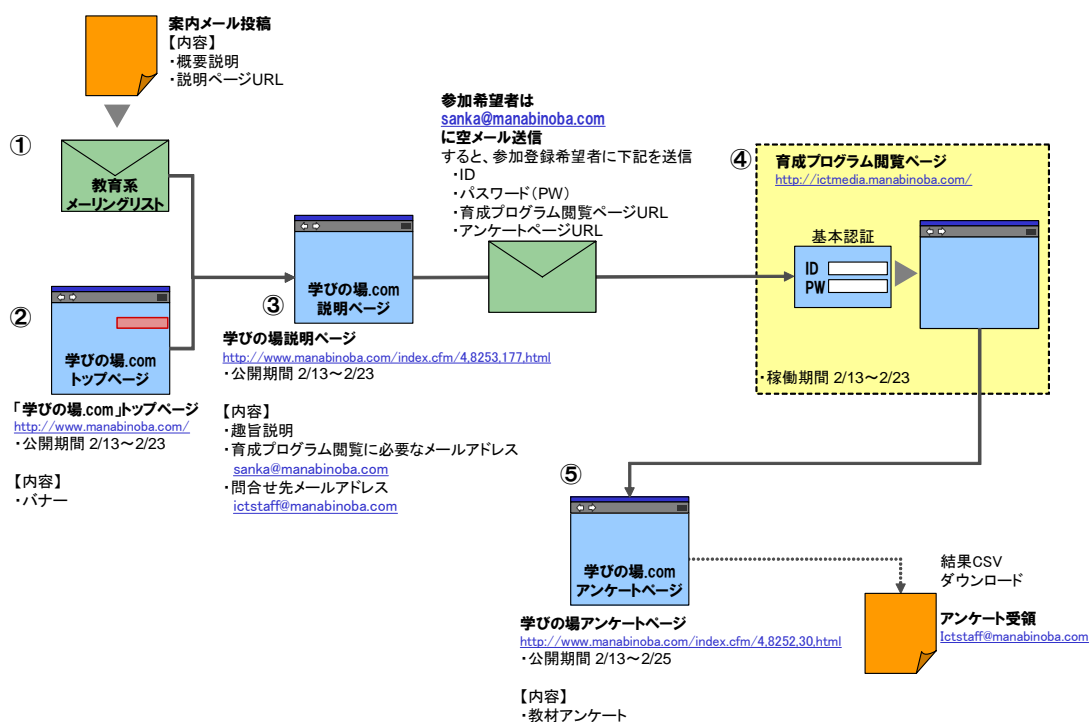 案内メール投稿
【内容】
・概要説明
・説明ページURL
①
教育系
メーリングリスト
②
学びの場.com
トップページ
「学びの場.com」トップページ
http://www.manabinoba.com/
・公開期間 2/13～2/23
【内容】
・バナー
③
学びの場.com
説明ページ
学びの場説明ページ
http://www.manabinoba.com/index.cfm/4,8253,177,html
・公開期間 2/13～2/23
【内容】
・趣旨説明
・育成プログラム閲覧に必要なメールアドレス
sanka@manabinoba.com
・問合せ先メールアドレス
ictstaff@manabinoba.com
参加希望者は
sanka@manabinoba.com
に空メール送信
すると、参加登録希望者に下記を送信
・ID
・パスワード（PW）
・育成プログラム閲覧ページURL
・アンケートページURL
④
育成プログラム閲覧ページ
http://ictmedia.manabinoba.com/
基本認証
ID
PW
・稼働期間 2/13～2/23
⑤
学びの場.com
アンケートページ
学びの場アンケートページ
http://www.manabinoba.com/index.cfm/4,8252,30,html
・公開期間 2/13～2/25
【内容】
・教材アンケート
結果CSV
ダウンロード
アンケート受領
Ictstaff@manabinoba.com